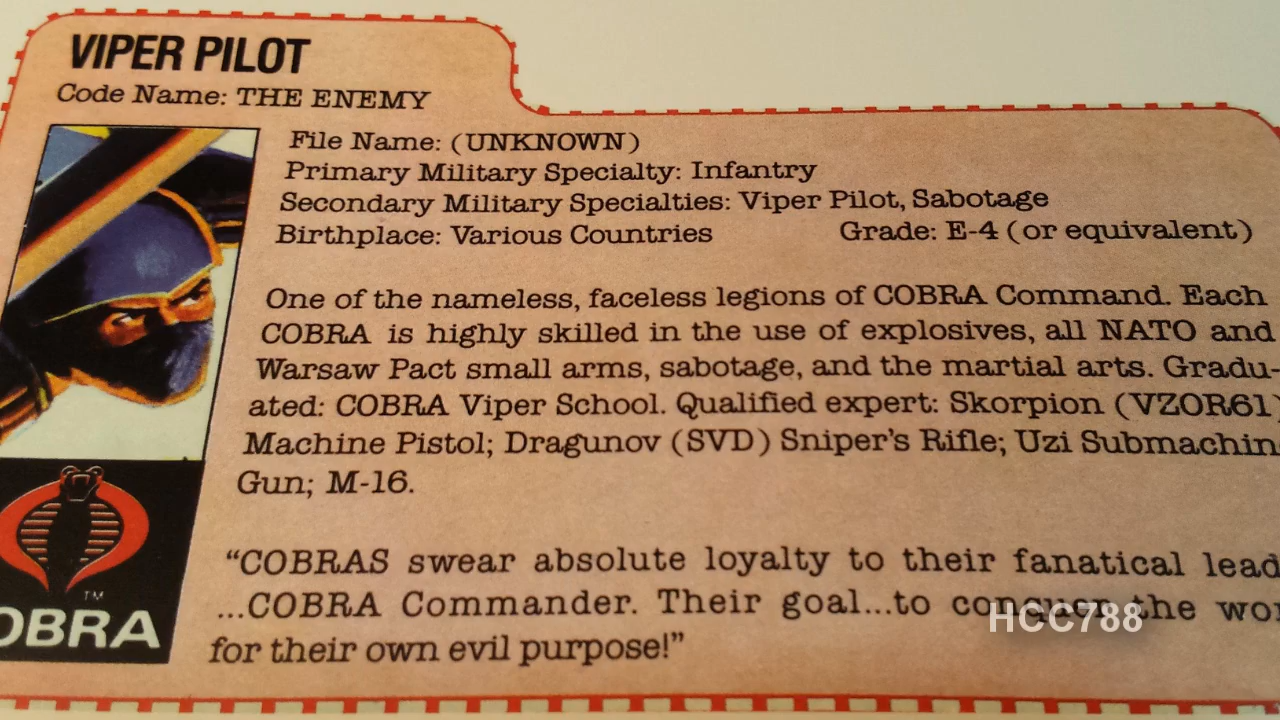 VIPER PILOT
Code Name: THE ENEMY
File Name: (UNKNOWN)
Primary Military Specialty: Infantry
Secondary Military Specialties: Viper Pilot, Sabotage
Birthplace: Various Countries Grade: E-4 (or equivalent)
One of the nameless, faceless legions of COBRA Command. Each
COBRA is highly skilled in the use of explosives, all NATO and
Warsaw Pact small arms, sabotage, and the martial arts. Gradu-
ated: COBRA Viper School. Qualified expert: Skorpion (VZOR61)
Machine Pistol; Dragunov (SVD) Sniper's Rifle; Uzi Submachin
Gun; M-16.
"COBRAS swear absolute loyalty to their fanatical lead
...COBRA Commander. Their goal...to conquer the wor
for their own evil purpose!"
TM
OBRA
HCC788